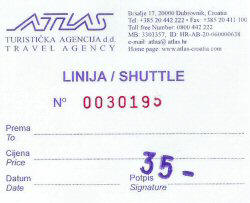 ATLAS
TURISTIČKA AGENCIJA d.d.
TRAVEL AGENCY
Brsalje 17, 20000 Dubrovnik, Croatia
Tel. +385 20 442 222 • Fax. +385 20 411 100
Toll free Number: 0800 442 222
MB: 3302357, ID: HR-AB-20-060000638
e-mail: atlas@atlas.hr
Home page: www.atlas-croatia.com
LINIJA / SHUTTLE
Nº 0030195
Prema
To
Cijena
Price
35-
Datum
Date
Potpis
Signature